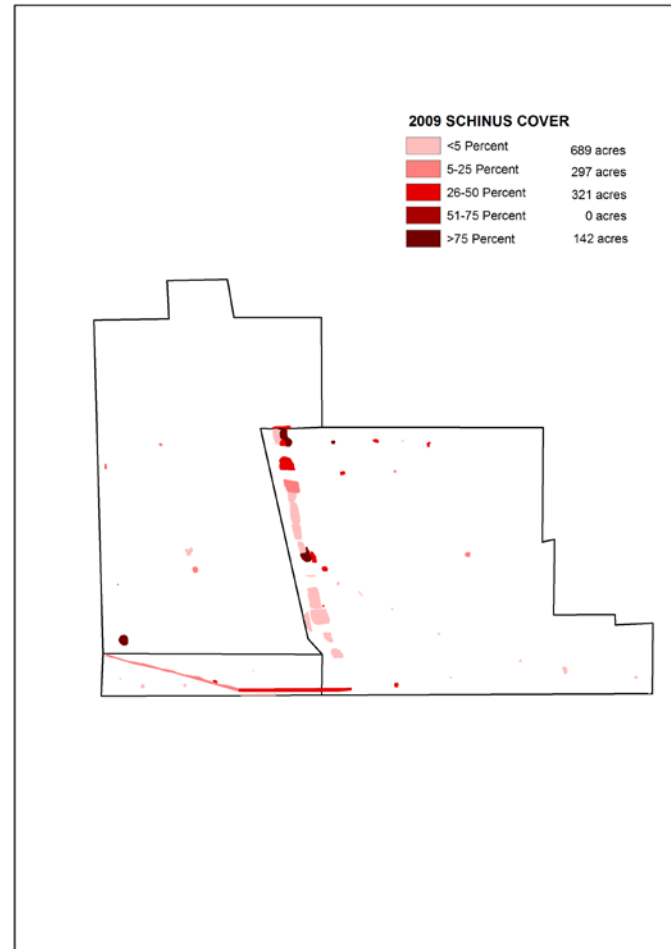 2009 SCHINUS COVER
<5 Percent 689 acres
5-25 Percent 297 acres
26-50 Percent 321 acres
51-75 Percent 0 acres
>75 Percent 142 acres